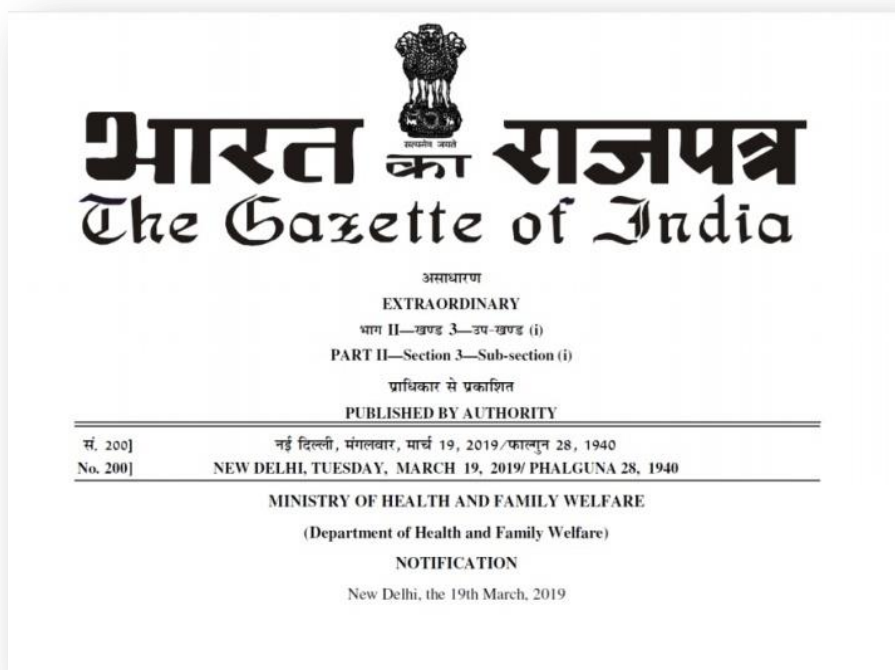 सत्यमेव जयते
भारत का राजपत्र
The Gazette of India
असाधारण
EXTRAORDINARY
भाग II—खण्ड 3—उप-खण्ड (i)
PART II—Section 3—Sub-section (i)
प्राधिकार से प्रकाशित
PUBLISHED BY AUTHORITY
सं. 200] नई दिल्ली, मंगलवार, मार्च 19, 2019/फाल्गुन 28, 1940
No. 200] NEW DELHI, TUESDAY, MARCH 19, 2019/ PHALGUNA 28, 1940
MINISTRY OF HEALTH AND FAMILY WELFARE
(Department of Health and Family Welfare)
NOTIFICATION
New Delhi, the 19th March, 2019